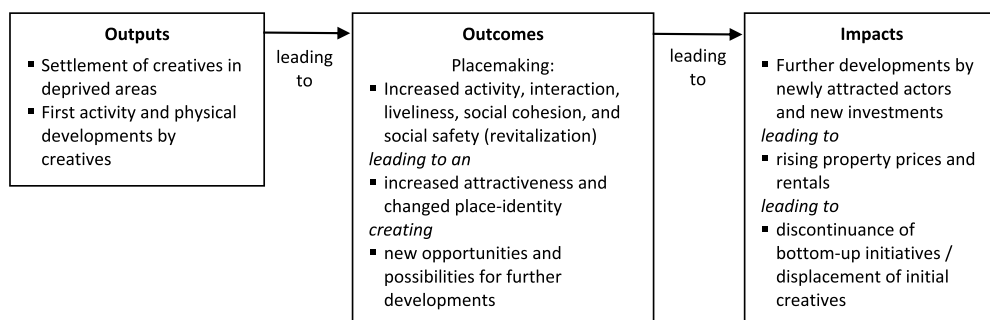 Outputs
▪ Settlement of creatives in
deprived areas
▪ First activity and physical
developments by
creatives
leading
to
Outcomes
Placemaking:
▪ Increased activity, interaction,
liveliness, social cohesion, and
social safety (revitalization)
leading to an
▪ increased attractiveness and
changed place-identity
creating
▪ new opportunities and
possibilities for further
developments
leading
to
Impacts
▪ Further developments by
newly attracted actors
and new investments
leading to
▪ rising property prices and
rentals
leading to
▪ discontinuance of
bottom-up initiatives /
displacement of initial
creatives